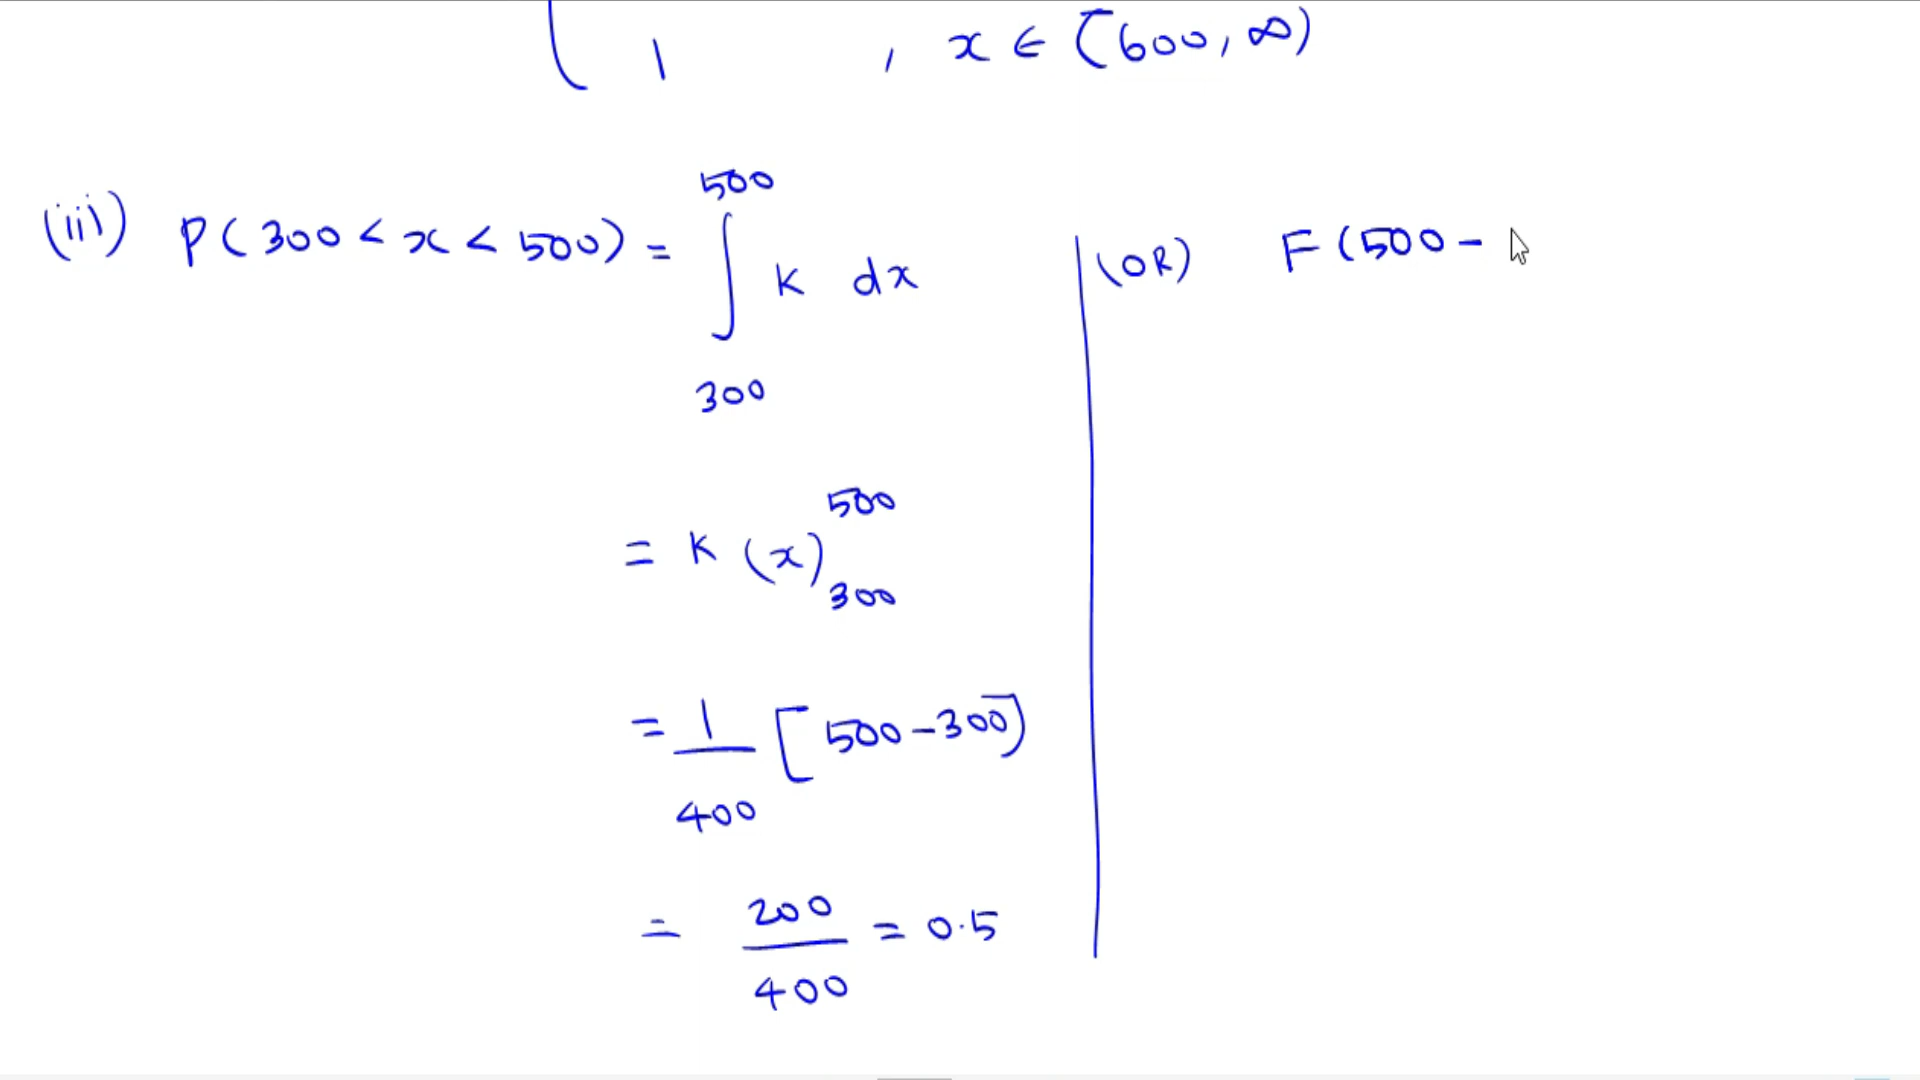 1 , x ∈ [600, ∞)
(iii) P(300 < x < 500) = ∫_{300}^{500} k dx
= k (x)_{300}^{500}
= 1/400 [500-300]
= 200/400 = 0.5
(OR) F(500 -